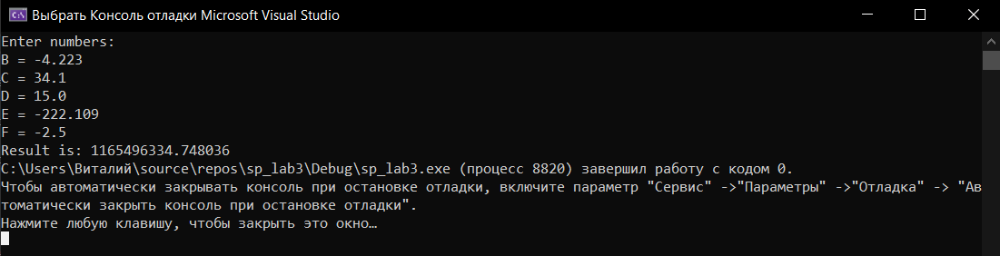 Выбрать Консоль отладки Microsoft Visual Studio
Enter numbers:
B = -4.223
C = 34.1
D = 15.0
E = -222.109
F = -2.5
Result is: 1165496334.748036
C:\Users\Виталий\source\repos\sp_lab3\Debug\sp_lab3.exe (процесс 8820) завершил работу с кодом 0.
Чтобы автоматически закрывать консоль при остановке отладки, включите параметр "Сервис" ->"Параметры" ->"Отладка" -> "Ав
томатически закрыть консоль при остановке отладки".
Нажмите любую клавишу, чтобы закрыть это окно…